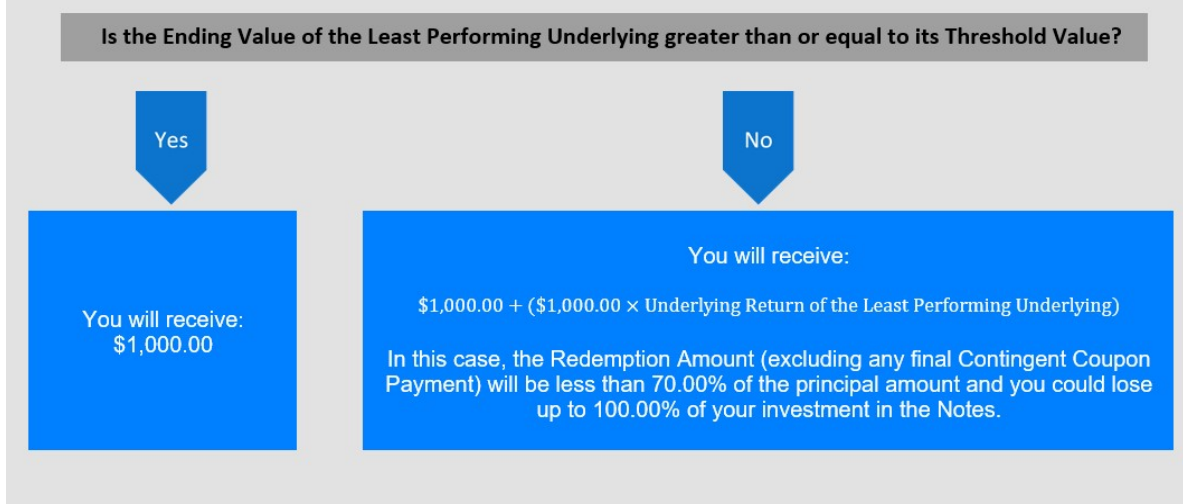 Is the Ending Value of the Least Performing Underlying greater than or equal to its Threshold Value?
Yes
No
You will receive:
$1,000.00
You will receive:
$1,000.00 + ($1,000.00 × Underlying Return of the Least Performing Underlying)
In this case, the Redemption Amount (excluding any final Contingent Coupon
Payment) will be less than 70.00% of the principal amount and you could lose
up to 100.00% of your investment in the Notes.